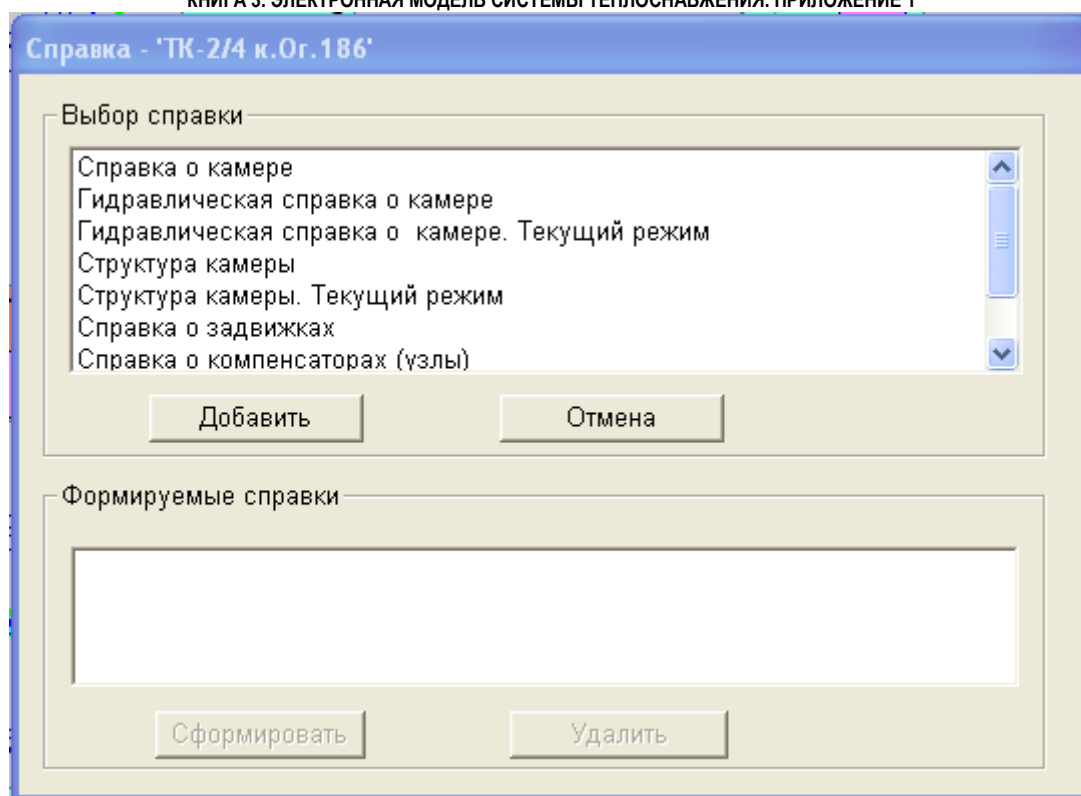 КНИГА 3. ЭЛЕКТРОННАЯ МОДЕЛЬ СИСТЕМЫ ТЕПЛОСНАБЖЕНИЯ. ПРИЛОЖЕНИЕ 1
Справка - 'ТК-2/4 к.Ог.186'
Выбор справки
Справка о камере
Гидравлическая справка о камере
Гидравлическая справка о  камере. Текущий режим
Структура камеры
Структура камеры. Текущий режим
Справка о задвижках
Справка о компенсаторах (узлы)
Добавить Отмена
Формируемые справки
Сформировать Удалить